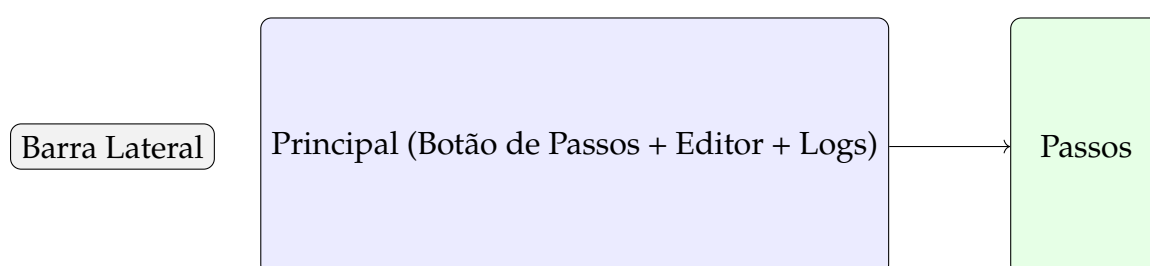 Barra Lateral
Principal (Botão de Passos + Editor + Logs)
Passos